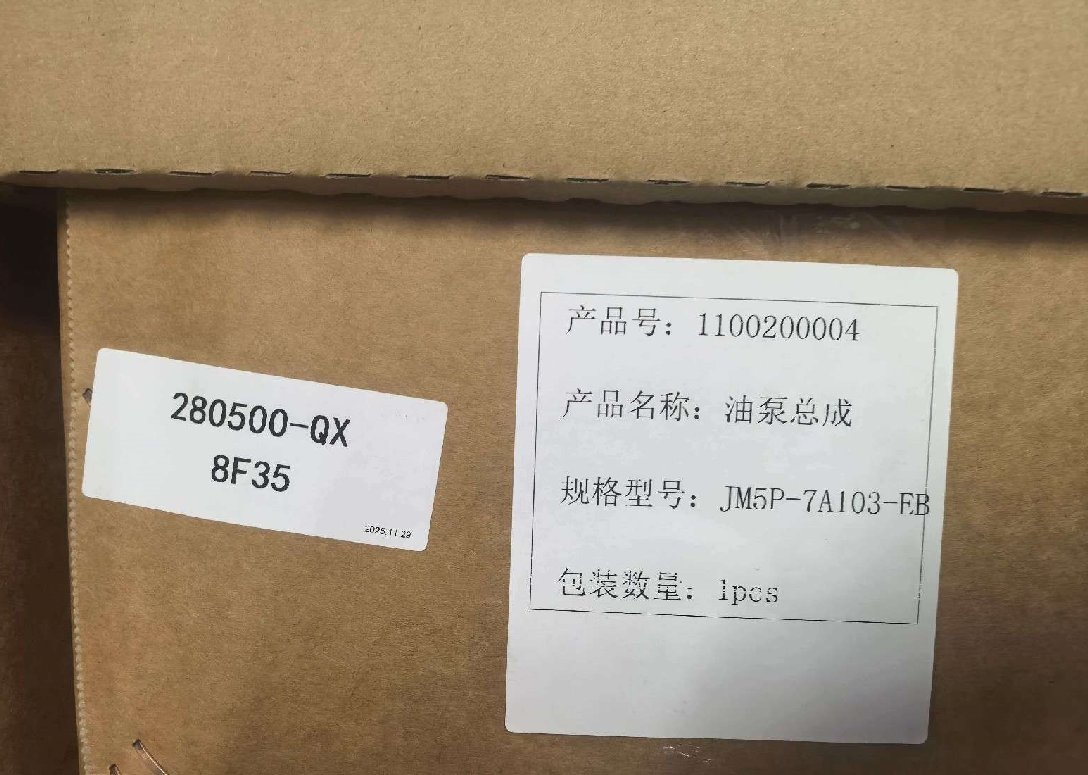 280500-QX
8F35
2025.11.29
产品号：1100200004
产品名称：油泵总成
规格型号：JM5P-7A103-EB
包装数量：1pcs